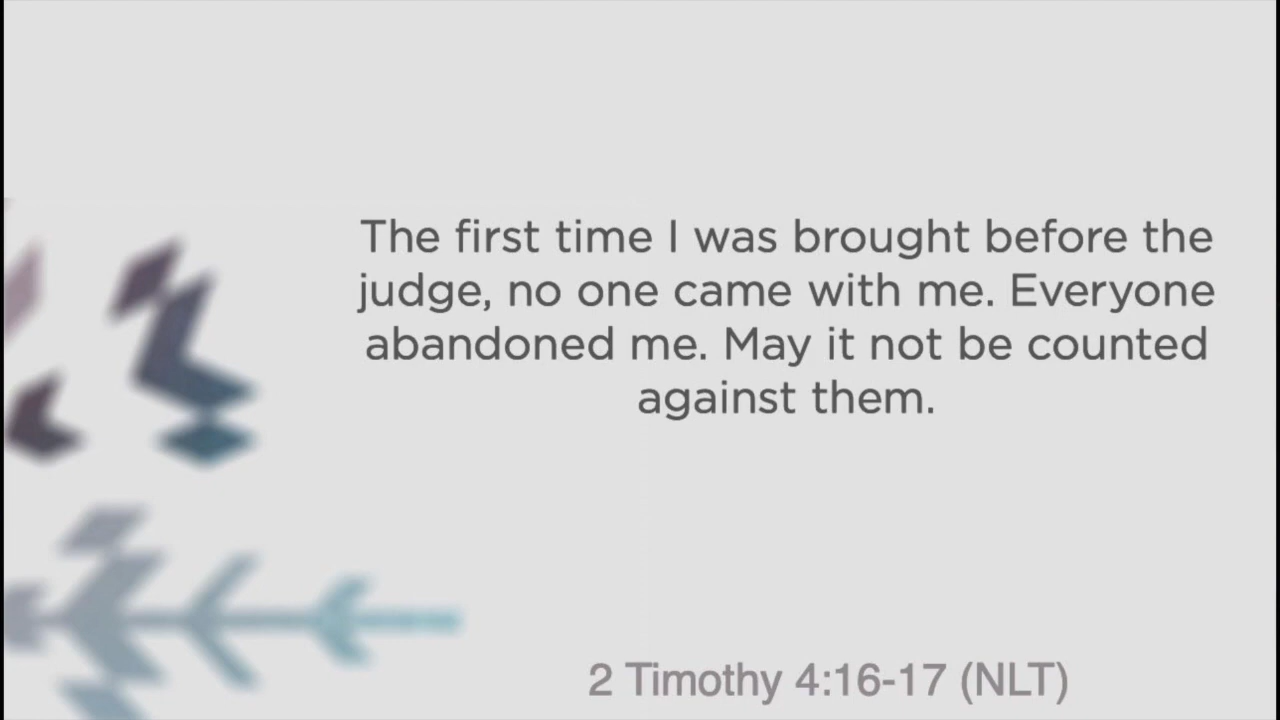 The first time I was brought before the
judge, no one came with me. Everyone
abandoned me. May it not be counted
against them.
2 Timothy 4:16-17 (NLT)